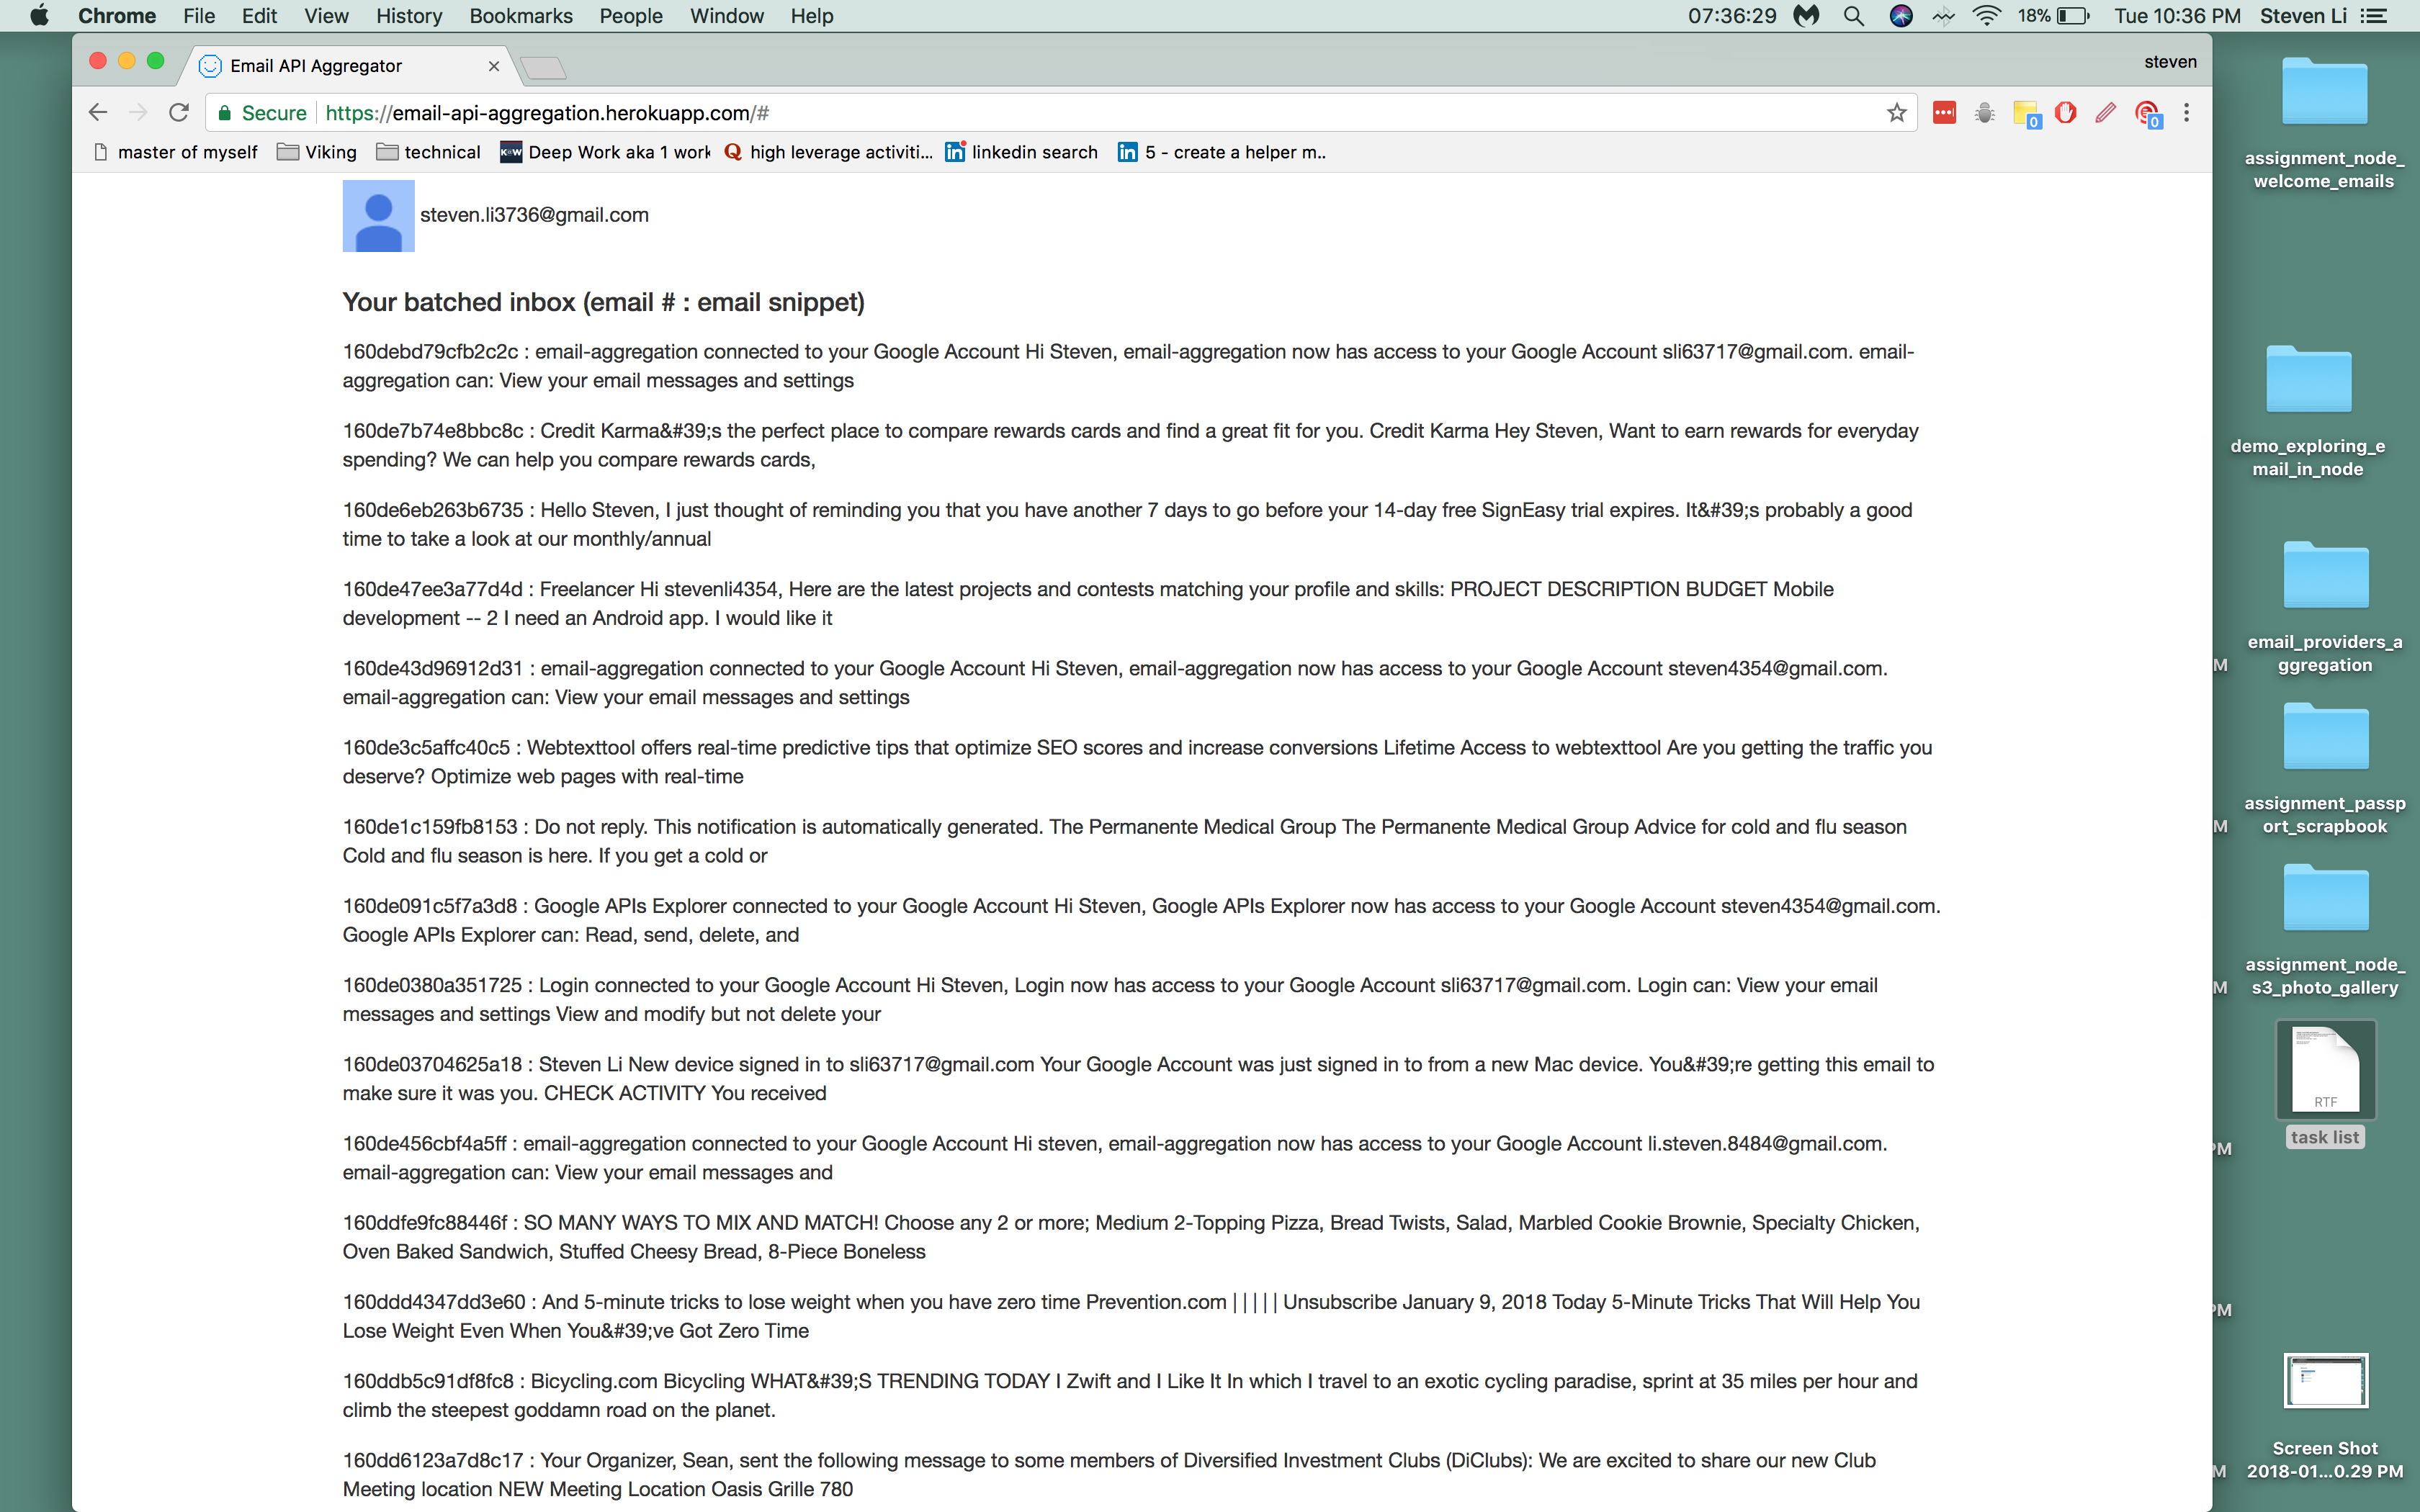 Chrome File Edit View History Bookmarks People Window Help 07:36:29 18% Tue 10:36 PM Steven Li
Email API Aggregator
steven
Secure https://email-api-aggregation.herokuapp.com/#
0 0
master of myself Viking technical Deep Work aka 1 work high leverage activiti... linkedin search 5 - create a helper m..
steven.li3736@gmail.com
Your batched inbox (email # : email snippet)
160debd79cfb2c2c : email-aggregation connected to your Google Account Hi Steven, email-aggregation now has access to your Google Account sli63717@gmail.com. email-
aggregation can: View your email messages and settings
160de7b74e8bbc8c : Credit Karma&#39;s the perfect place to compare rewards cards and find a great fit for you. Credit Karma Hey Steven, Want to earn rewards for everyday
spending? We can help you compare rewards cards,
160de6eb263b6735 : Hello Steven, I just thought of reminding you that you have another 7 days to go before your 14-day free SignEasy trial expires. It&#39;s probably a good
time to take a look at our monthly/annual
160de47ee3a77d4d : Freelancer Hi stevenli4354, Here are the latest projects and contests matching your profile and skills: PROJECT DESCRIPTION BUDGET Mobile
development -- 2 I need an Android app. I would like it
160de43d96912d31 : email-aggregation connected to your Google Account Hi Steven, email-aggregation now has access to your Google Account steven4354@gmail.com.
email-aggregation can: View your email messages and settings
160de3c5affc40c5 : Webtexttool offers real-time predictive tips that optimize SEO scores and increase conversions Lifetime Access to webtexttool Are you getting the traffic you
deserve? Optimize web pages with real-time
160de1c159fb8153 : Do not reply. This notification is automatically generated. The Permanente Medical Group The Permanente Medical Group Advice for cold and flu season
Cold and flu season is here. If you get a cold or
160de091c5f7a3d8 : Google APIs Explorer connected to your Google Account Hi Steven, Google APIs Explorer now has access to your Google Account steven4354@gmail.com.
Google APIs Explorer can: Read, send, delete, and
160de0380a351725 : Login connected to your Google Account Hi Steven, Login now has access to your Google Account sli63717@gmail.com. Login can: View your email
messages and settings View and modify but not delete your
160de03704625a18 : Steven Li New device signed in to sli63717@gmail.com Your Google Account was just signed in to from a new Mac device. You&#39;re getting this email to
make sure it was you. CHECK ACTIVITY You received
160de456cbf4a5ff : email-aggregation connected to your Google Account Hi steven, email-aggregation now has access to your Google Account li.steven.8484@gmail.com.
email-aggregation can: View your email messages and
160ddfe9fc88446f : SO MANY WAYS TO MIX AND MATCH! Choose any 2 or more; Medium 2-Topping Pizza, Bread Twists, Salad, Marbled Cookie Brownie, Specialty Chicken,
Oven Baked Sandwich, Stuffed Cheesy Bread, 8-Piece Boneless
160ddd4347dd3e60 : And 5-minute tricks to lose weight when you have zero time Prevention.com | | | | | Unsubscribe January 9, 2018 Today 5-Minute Tricks That Will Help You
Lose Weight Even When You&#39;ve Got Zero Time
160ddb5c91df8fc8 : Bicycling.com Bicycling WHAT&#39;S TRENDING TODAY I Zwift and I Like It In which I travel to an exotic cycling paradise, sprint at 35 miles per hour and
climb the steepest goddamn road on the planet.
160dd6123a7d8c17 : Your Organizer, Sean, sent the following message to some members of Diversified Investment Clubs (DiClubs): We are excited to share our new Club
Meeting location NEW Meeting Location Oasis Grille 780
assignment_node_
welcome_emails
demo_exploring_e
mail_in_node
email_providers_a
ggregation
M
assignment_passp
ort_scrapbook
M
assignment_node_
s3_photo_gallery
M
RTF
task list
PM
PM
Screen Shot
2018-01...0.29 PM
M